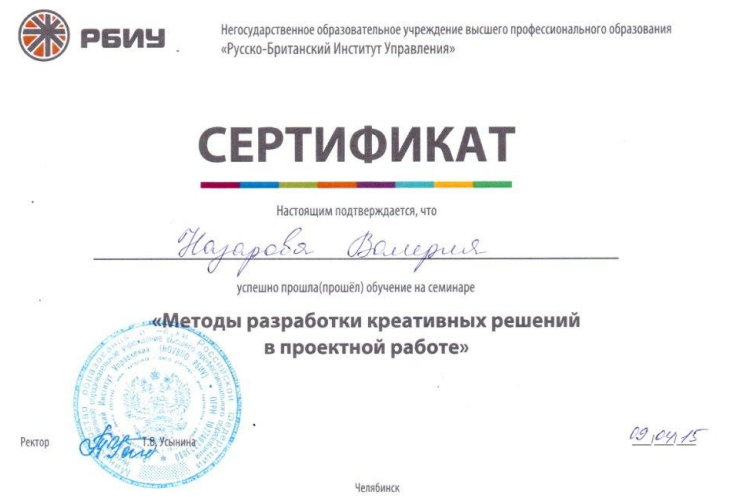 РБИУ
Негосударственное образовательное учреждение высшего профессионального образования
«Русско-Британский Институт Управления»
СЕРТИФИКАТ
Настоящим подтверждается, что
Назарова Валерия
успешно прошла(прошёл) обучение на семинаре
«Методы разработки креативных решений
в проектной работе»
Ректор
Т.В. Усынина
09.04.15
Челябинск